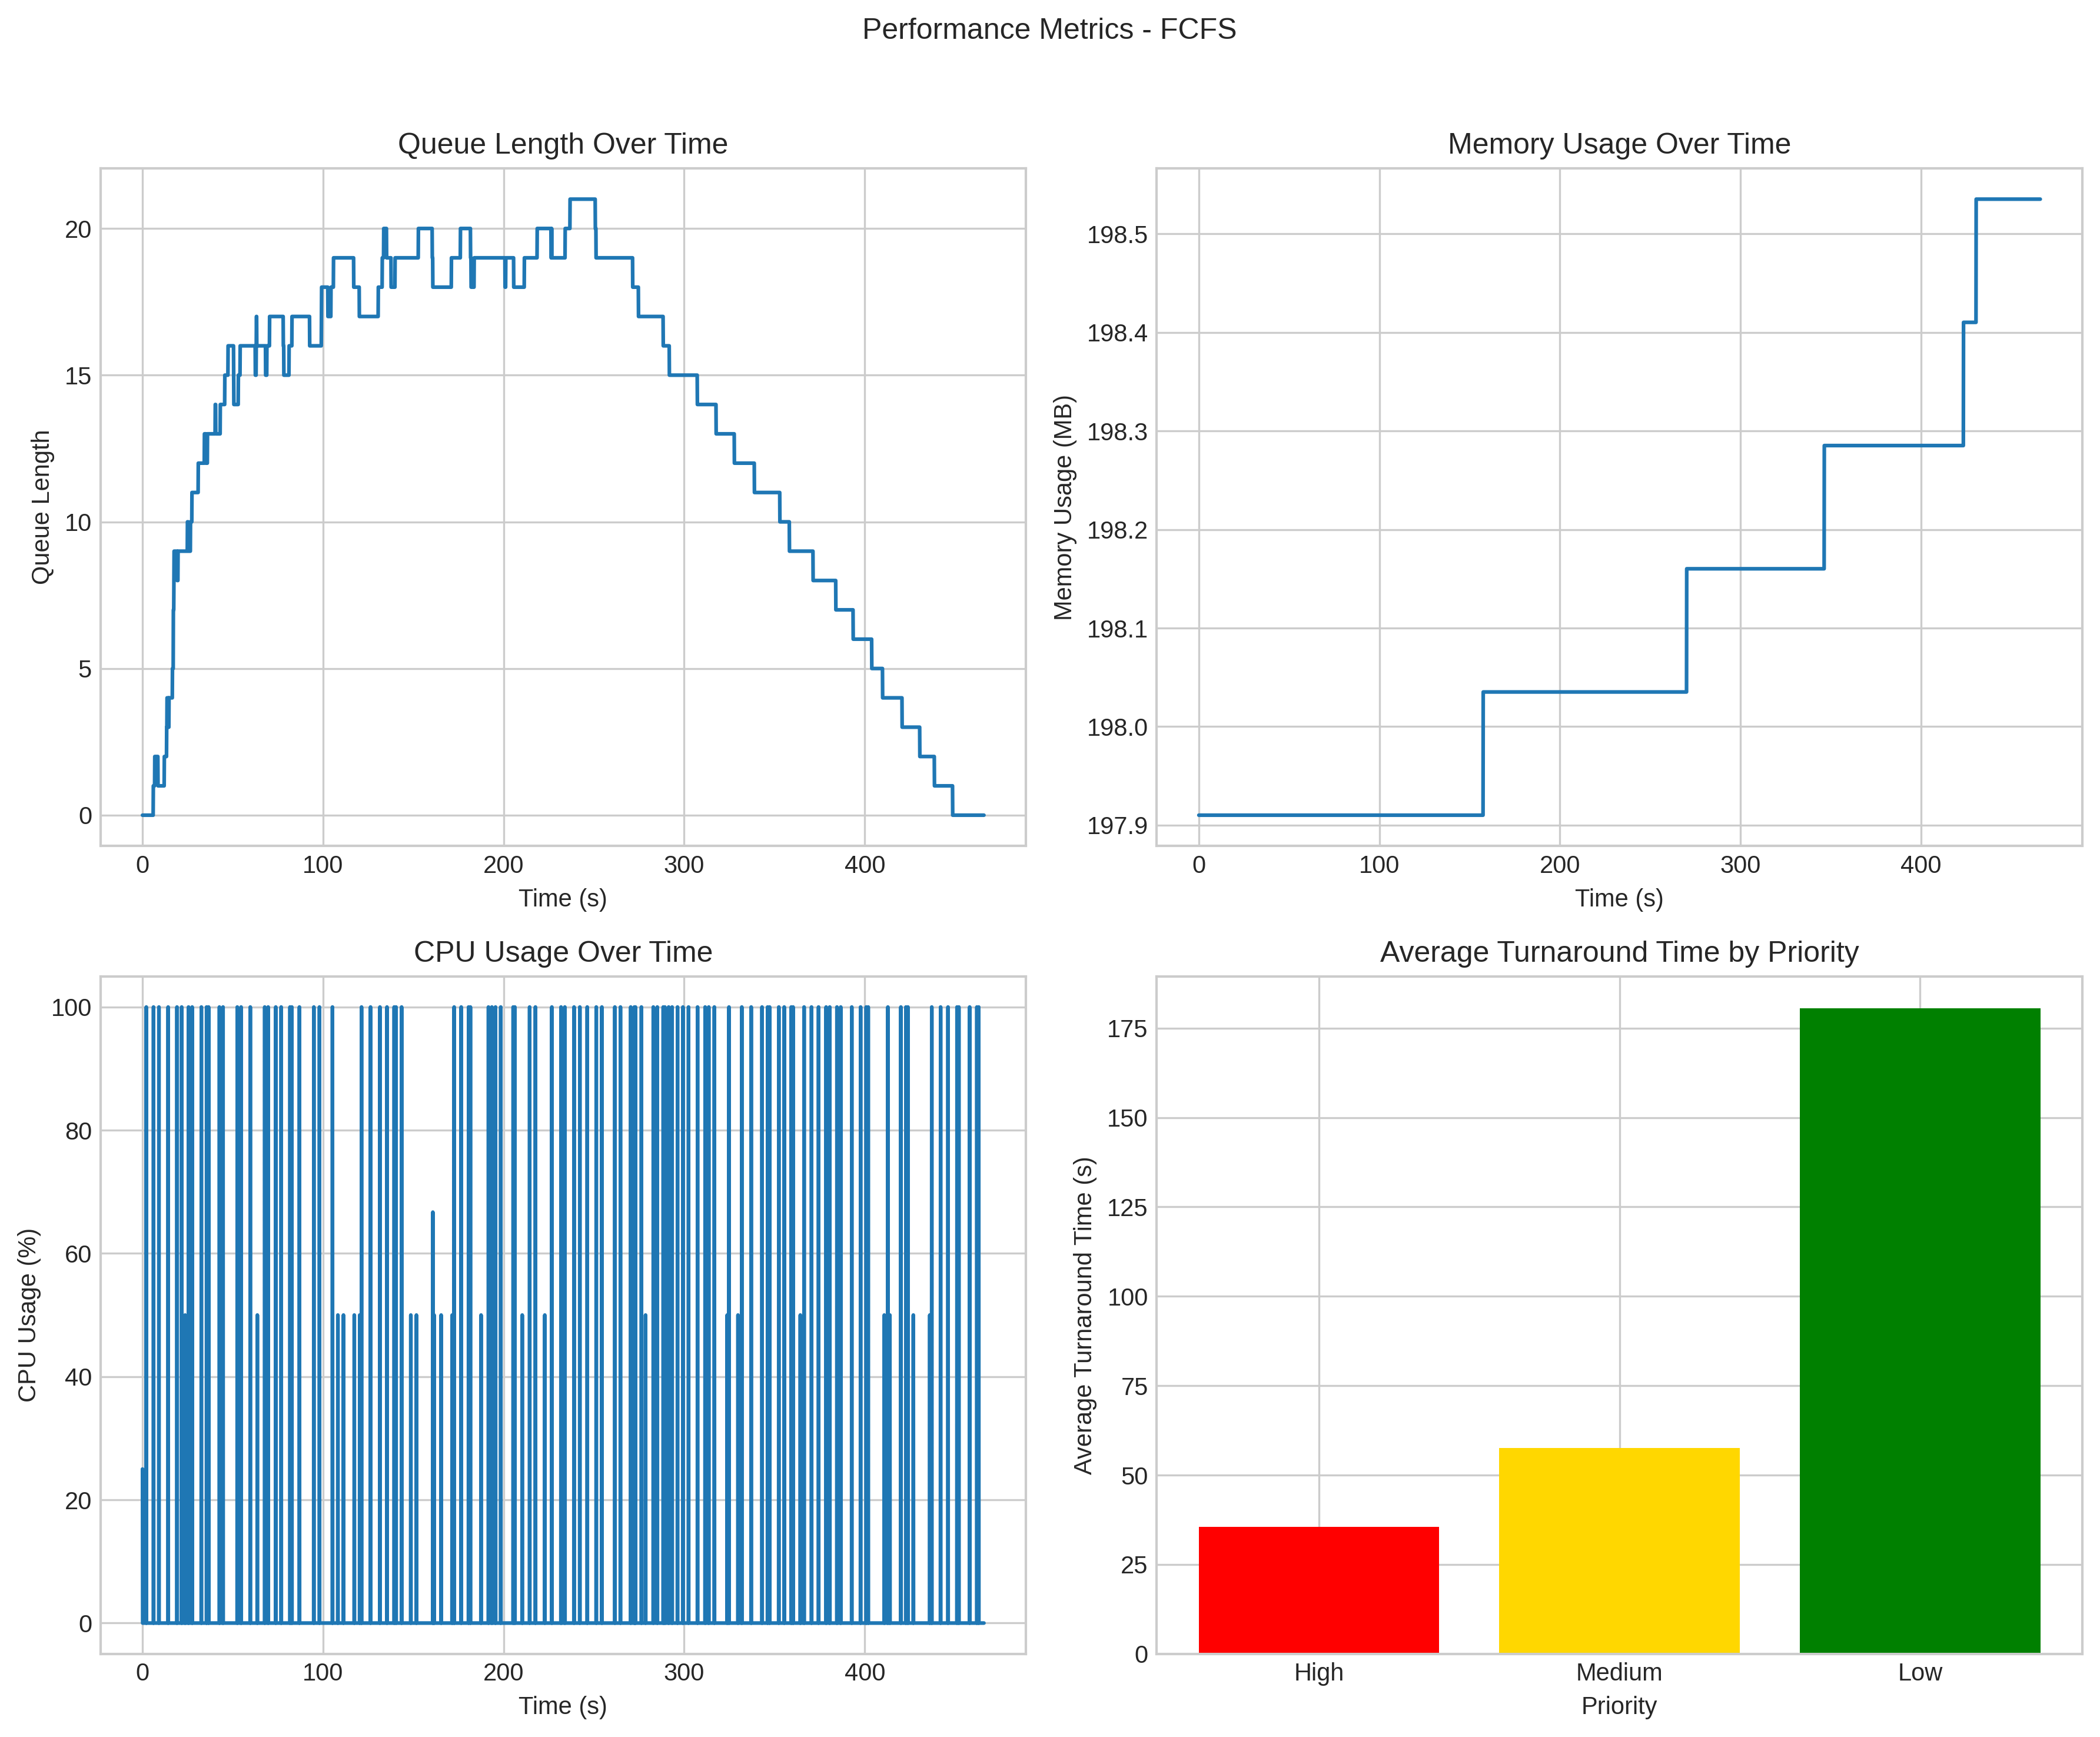 Performance Metrics - FCFS
Queue Length Over Time
Queue Length
20
15
10
5
0
0 100 200 300 400
Time (s)
Memory Usage Over Time
Memory Usage (MB)
198.5
198.4
198.3
198.2
198.1
198.0
197.9
0 100 200 300 400
Time (s)
CPU Usage Over Time
CPU Usage (%)
100
80
60
40
20
0
0 100 200 300 400
Time (s)
Average Turnaround Time by Priority
Average Turnaround Time (s)
175
150
125
100
75
50
25
0
High Medium Low
Priority